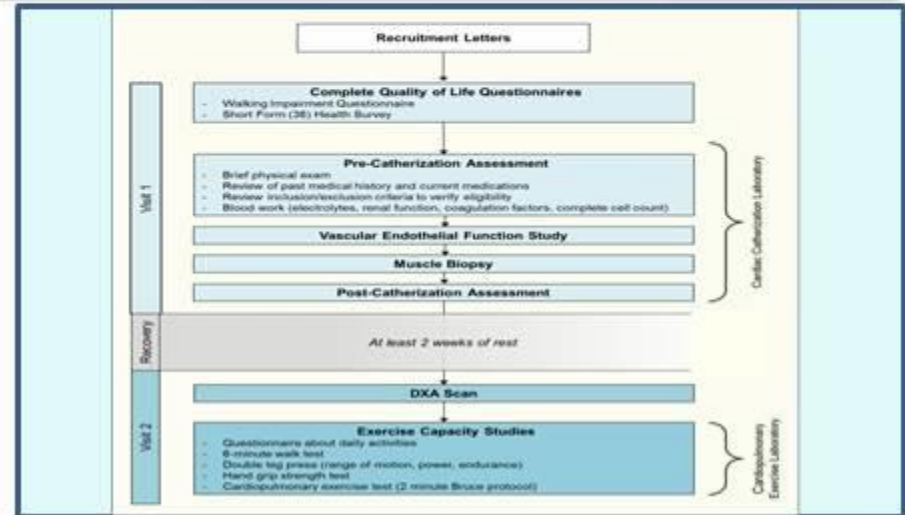 Recruitment Letters
Visit 1
Complete Quality of Life Questionnaires
- Walking Impairment Questionnaire
- Short Form (36) Health Survey
Pre-Catherization Assessment
- Brief physical exam
- Review of past medical history and current medications
- Review inclusion/exclusion criteria to verify eligibility
- Blood work (electrolytes, renal function, coagulation factors, complete cell count)
Vascular Endothelial Function Study
Muscle Biopsy
Post-Catherization Assessment
Cardiac Catherization Laboratory
Recovery
At least 2 weeks of rest
Visit 2
DXA Scan
Exercise Capacity Studies
- Questionnaire about daily activities
- 6-minute walk test
- Double leg press (range of motion, power, endurance)
- Hand grip strength test
- Cardiopulmonary exercise test (2 minute Bruce protocol)
Cardiopulmonary
Exercise Laboratory